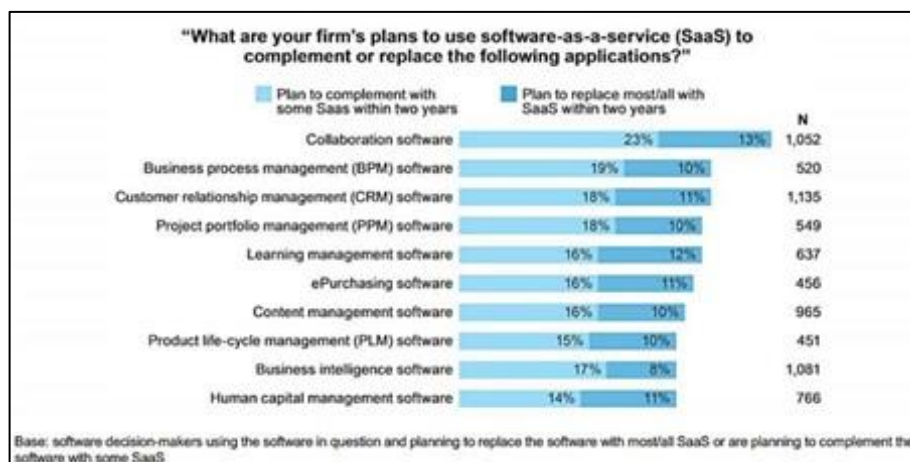 “What are your firm’s plans to use software-as-a-service (SaaS) to
complement or replace the following applications?”
Plan to complement with
some Saas within two years
Plan to replace most/all with
SaaS within two years
N
Collaboration software 23% 13% 1,052
Business process management (BPM) software 19% 10% 520
Customer relationship management (CRM) software 18% 11% 1,135
Project portfolio management (PPM) software 18% 10% 549
Learning management software 16% 12% 637
ePurchasing software 16% 11% 456
Content management software 16% 10% 965
Product life-cycle management (PLM) software 15% 10% 451
Business intelligence software 17% 8% 1,081
Human capital management software 14% 11% 766
Base: software decision-makers using the software in question and planning to replace the software with most/all SaaS or are planning to complement the
software with some SaaS